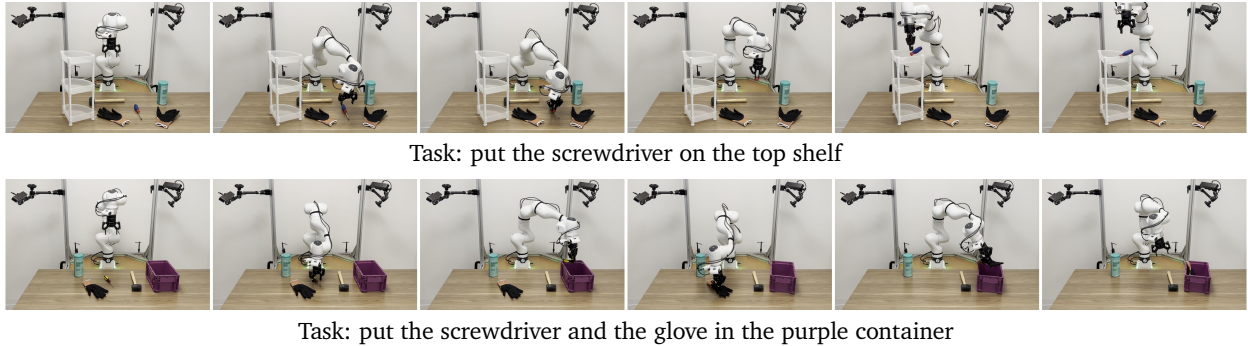 Task: put the screwdriver on the top shelf
Task: put the screwdriver and the glove in the purple container